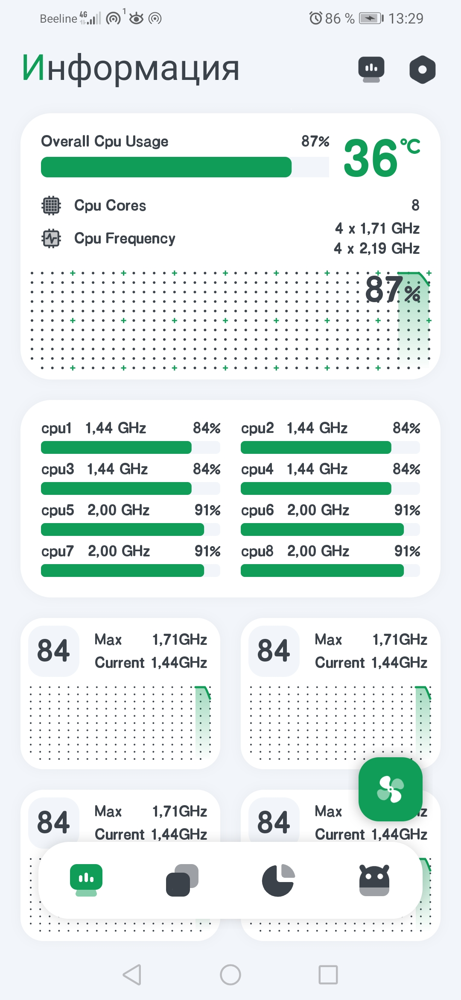 Beeline 4G 1 86 % 13:29
Информация
Overall Cpu Usage 87% 36°C
Cpu Cores 8
Cpu Frequency 4 x 1,71 GHz
4 x 2,19 GHz
87%
cpu1 1,44 GHz 84% cpu2 1,44 GHz 84%
cpu3 1,44 GHz 84% cpu4 1,44 GHz 84%
cpu5 2,00 GHz 91% cpu6 2,00 GHz 91%
cpu7 2,00 GHz 91% cpu8 2,00 GHz 91%
84 Max 1,71GHz 84 Max 1,71GHz
Current 1,44GHz Current 1,44GHz
84 Max 1,71GHz 84 Max
Current 1,44GHz Current 1,44GHz